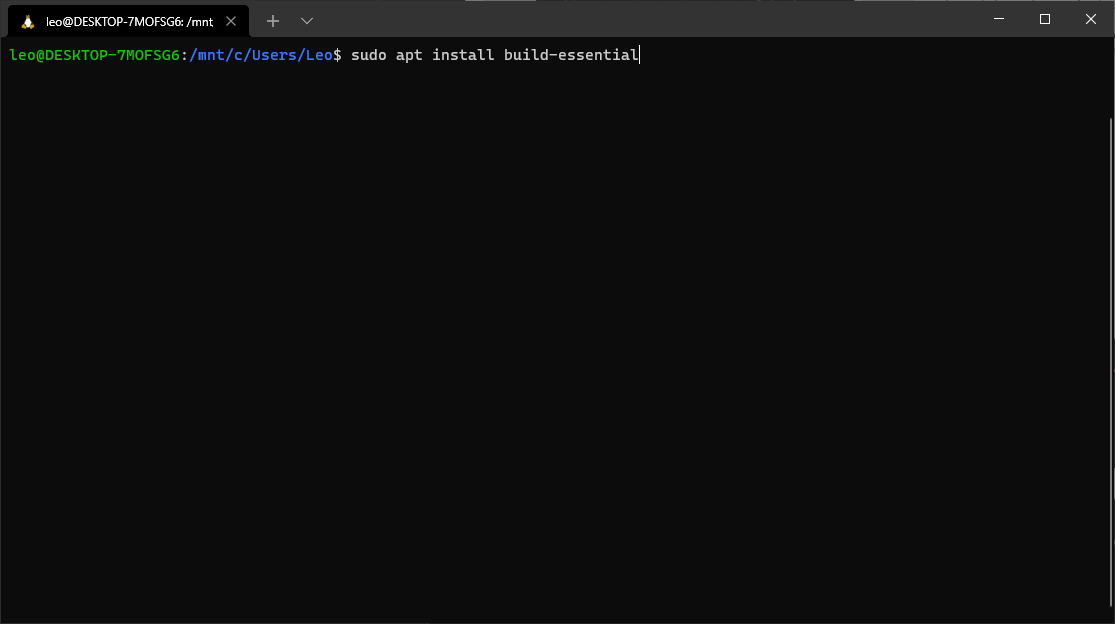 leo@DESKTOP-7MOFSG6: /mnt
leo@DESKTOP-7MOFSG6:/mnt/c/Users/Leo$ sudo apt install build-essential